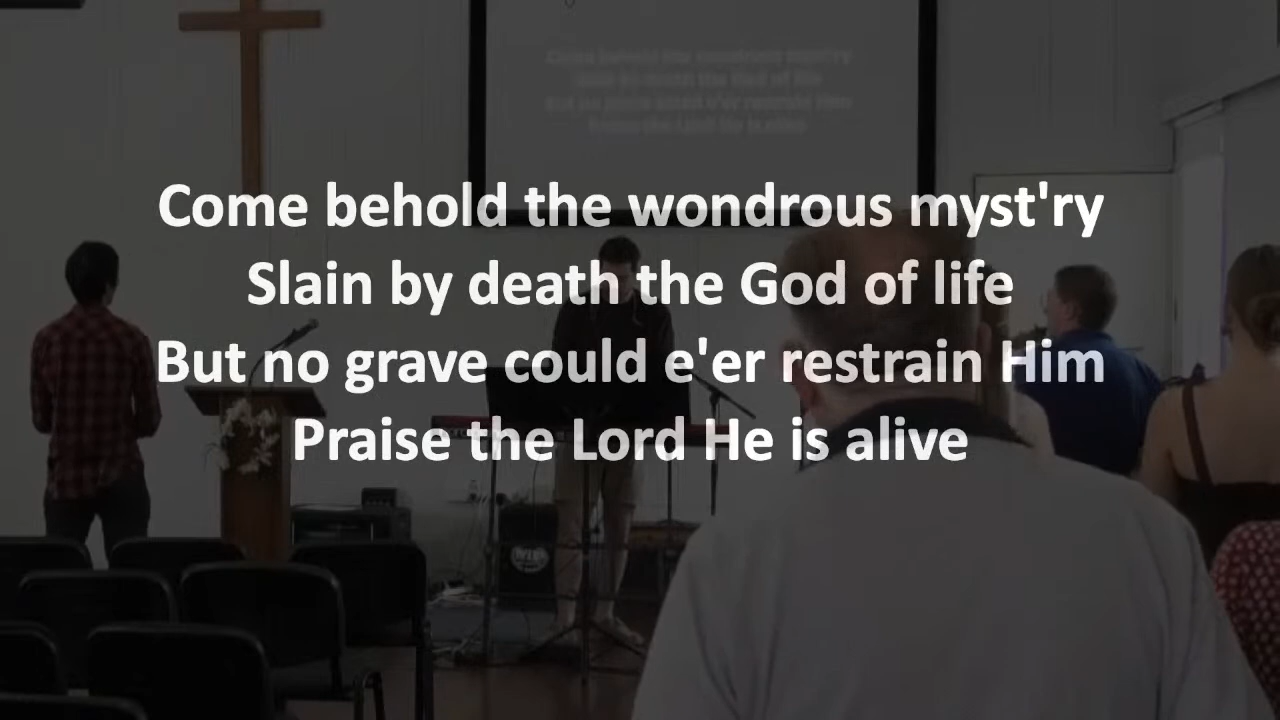 Come behold the wondrous myst'ry
Slain by death the God of life
But no grave could e'er restrain Him
Praise the Lord He is alive